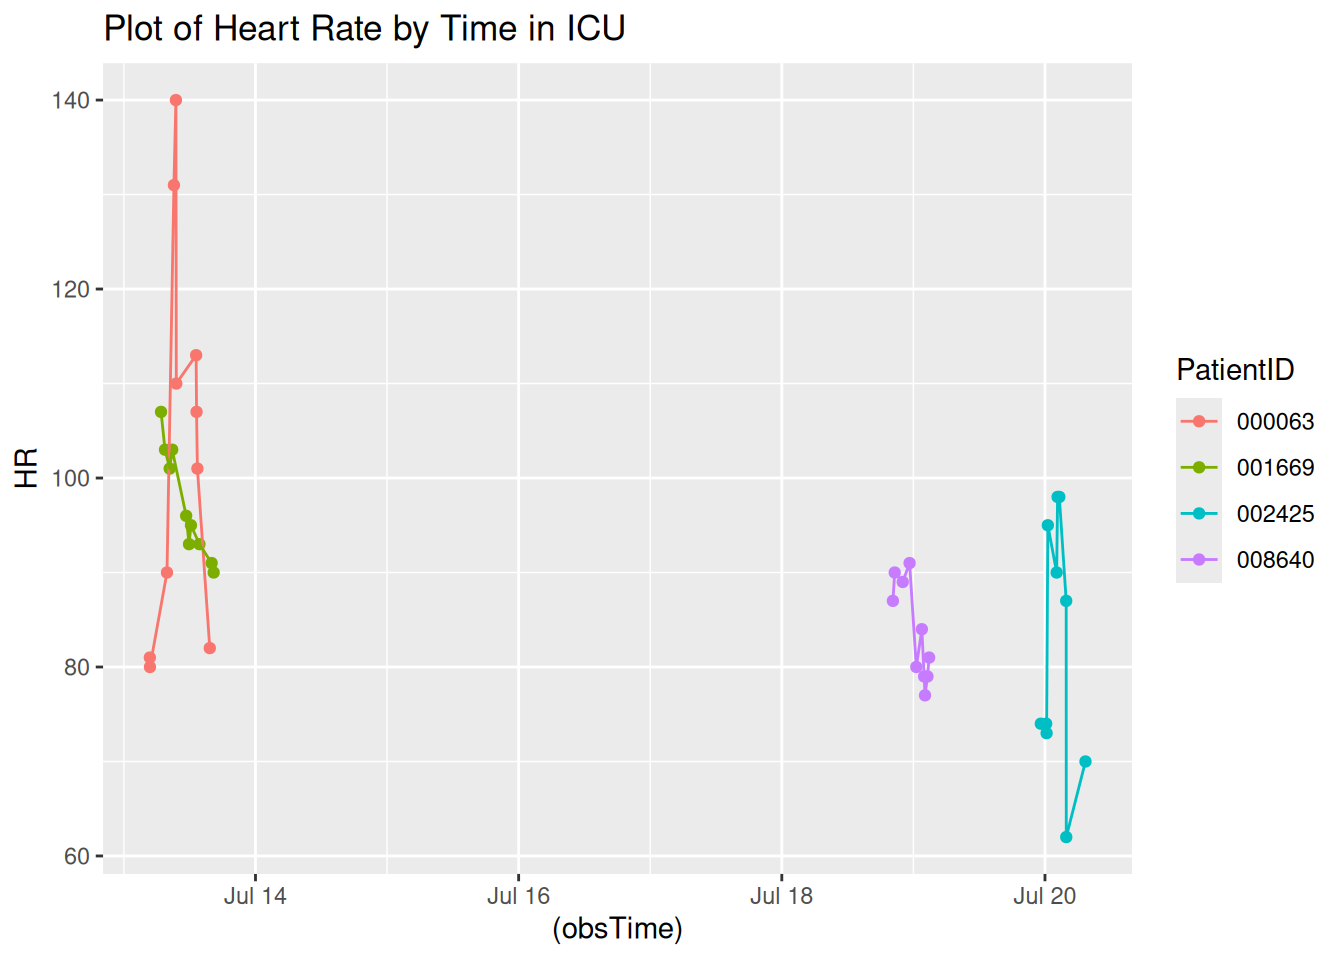 Plot of Heart Rate by Time in ICU
HR
140
120
100
80
60
Jul 14
Jul 16
Jul 18
Jul 20
(obsTime)
PatientID
000063
001669
002425
008640